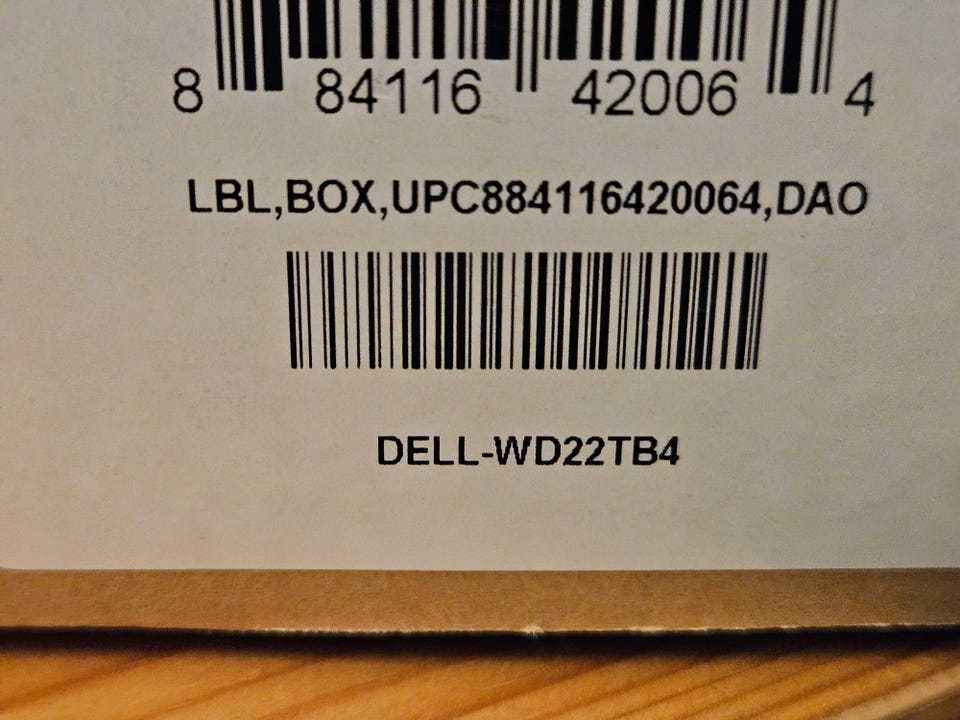 8 84116 42006 4
LBL,BOX,UPC884116420064,DAO
DELL-WD22TB4